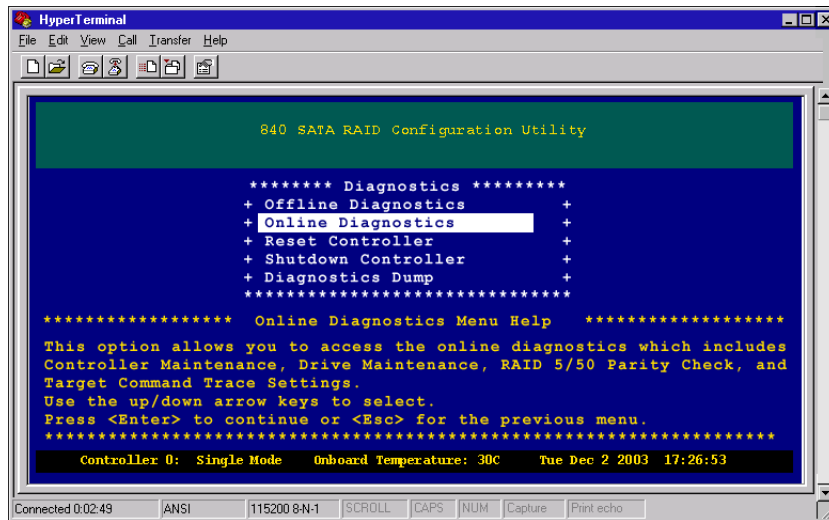 HyperTerminal
File Edit View Call Transfer Help
840 SATA RAID Configuration Utility
******** Diagnostics *********
+ Offline Diagnostics +
+ Online Diagnostics +
+ Reset Controller +
+ Shutdown Controller +
+ Diagnostics Dump +
*******************************
****************** Online Diagnostics Menu Help *******************
This option allows you to access the online diagnostics which includes
Controller Maintenance, Drive Maintenance, RAID 5/50 Parity Check, and
Target Command Trace Settings.
Use the up/down arrow keys to select.
Press <Enter> to continue or <Esc> for the previous menu.
**********************************************************************
Controller 0: Single Mode Onboard Temperature: 30C Tue Dec 2 2003 17:26:53
Connected 0:02:49 ANSI 115200 8-N-1 SCROLL CAPS NUM Capture Print echo